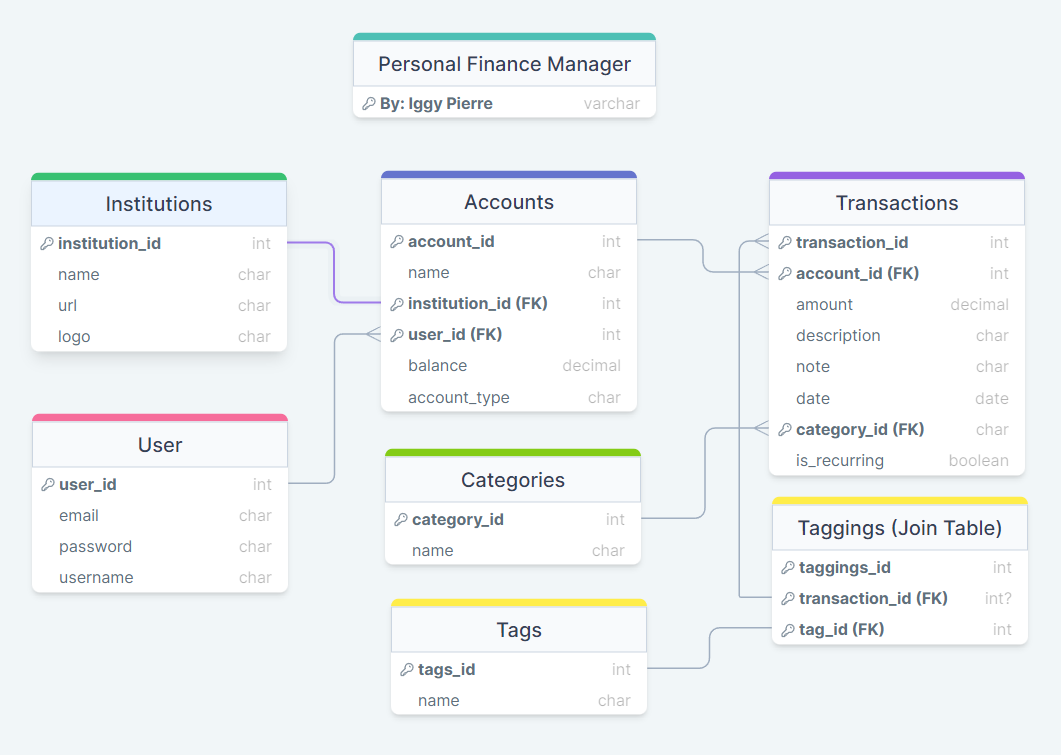 Personal Finance Manager
By: Iggy Pierre varchar
Institutions
institution_id int
name char
url char
logo char
Accounts
account_id int
name char
institution_id (FK) int
user_id (FK) int
balance decimal
account_type char
Transactions
transaction_id int
account_id (FK) int
amount decimal
description char
note char
date date
category_id (FK) char
is_recurring boolean
User
user_id int
email char
password char
username char
Categories
category_id int
name char
Taggings (Join Table)
taggings_id int
transaction_id (FK) int?
tag_id (FK) int
Tags
tags_id int
name char